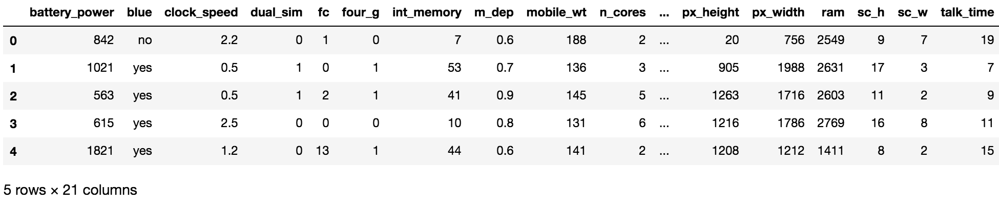 battery_power blue clock_speed dual_sim fc four_g int_memory m_dep mobile_wt n_cores ... px_height px_width ram sc_h sc_w talk_time
0 842 no 2.2 0 1 0 7 0.6 188 2 ... 20 756 2549 9 7 19
1 1021 yes 0.5 1 0 1 53 0.7 136 3 ... 905 1988 2631 17 3 7
2 563 yes 0.5 1 2 1 41 0.9 145 5 ... 1263 1716 2603 11 2 9
3 615 yes 2.5 0 0 0 10 0.8 131 6 ... 1216 1786 2769 16 8 11
4 1821 yes 1.2 0 13 1 44 0.6 141 2 ... 1208 1212 1411 8 2 15
5 rows × 21 columns